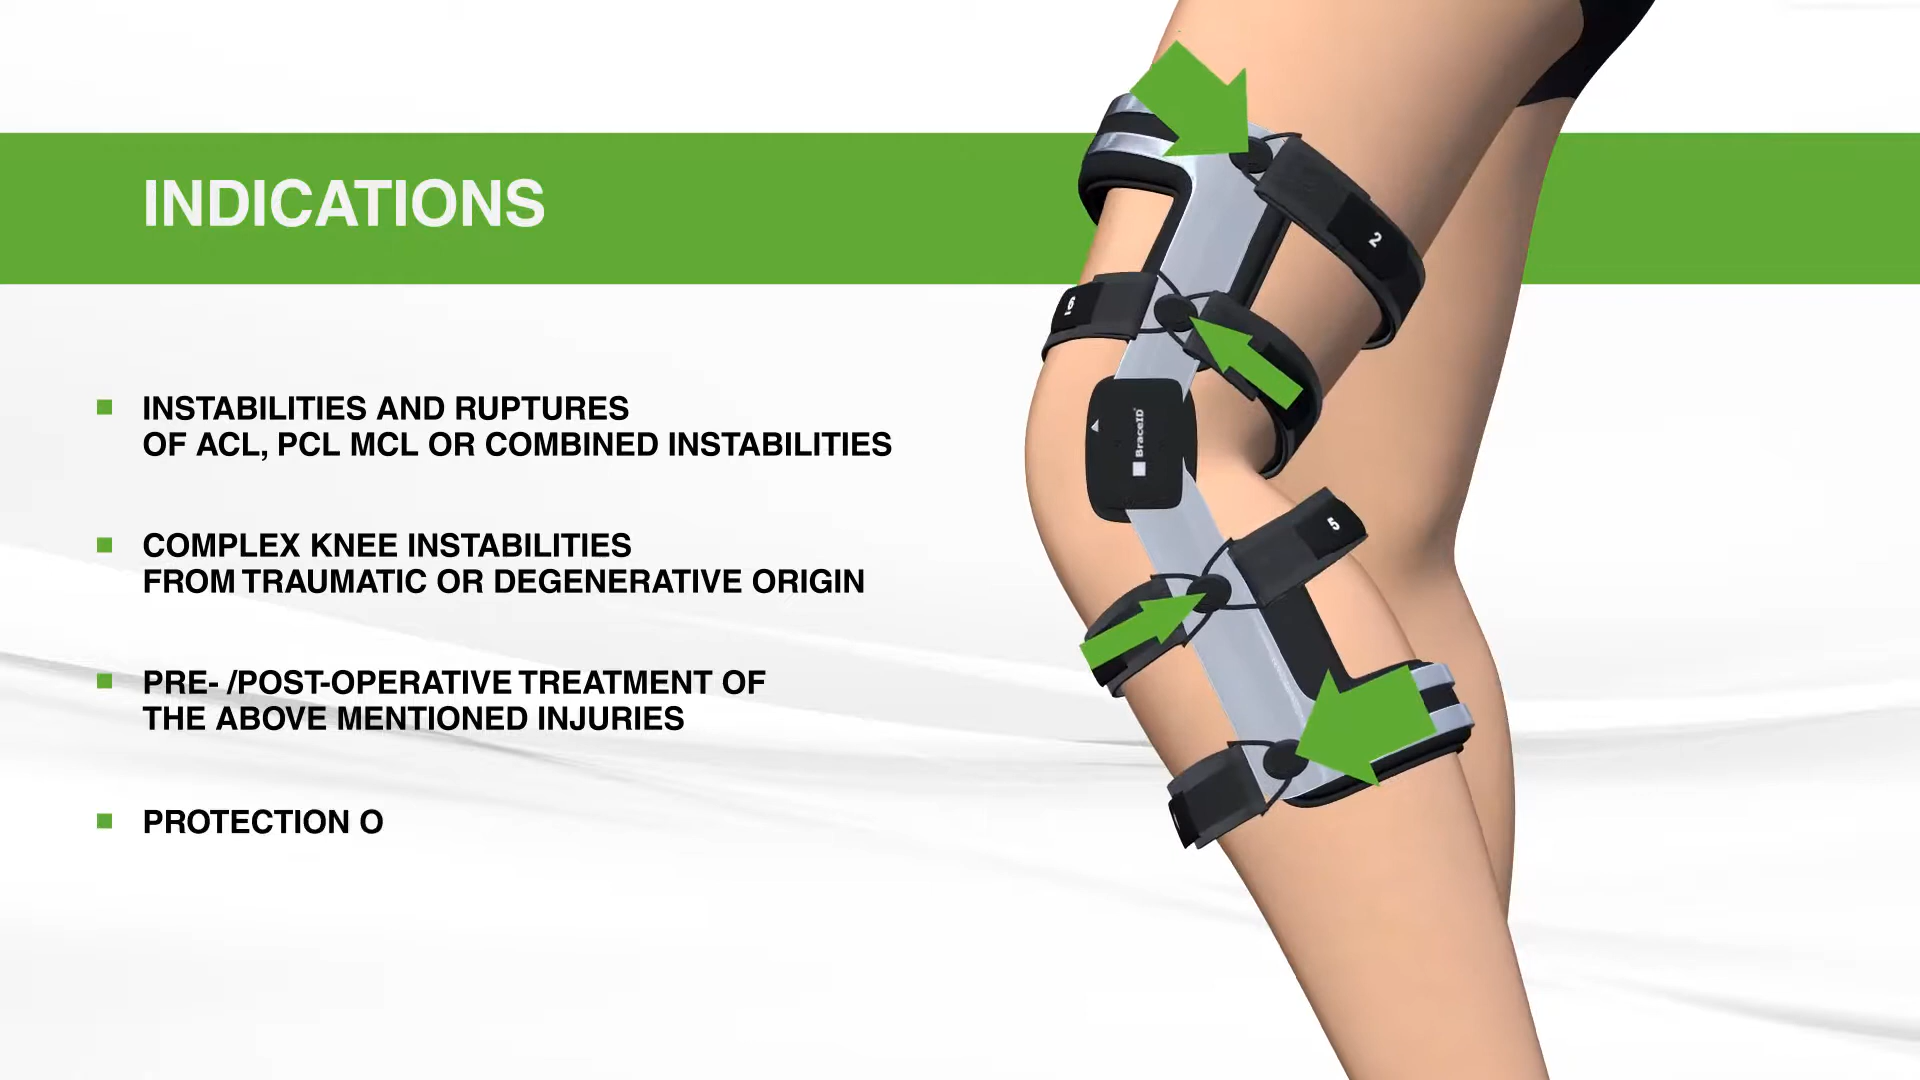 INDICATIONS
INSTABILITIES AND RUPTURES
OF ACL, PCL MCL OR COMBINED INSTABILITIES
COMPLEX KNEE INSTABILITIES
FROM TRAUMATIC OR DEGENERATIVE ORIGIN
PRE- /POST-OPERATIVE TREATMENT OF
THE ABOVE MENTIONED INJURIES
PROTECTION O
2
6
BraceID
5